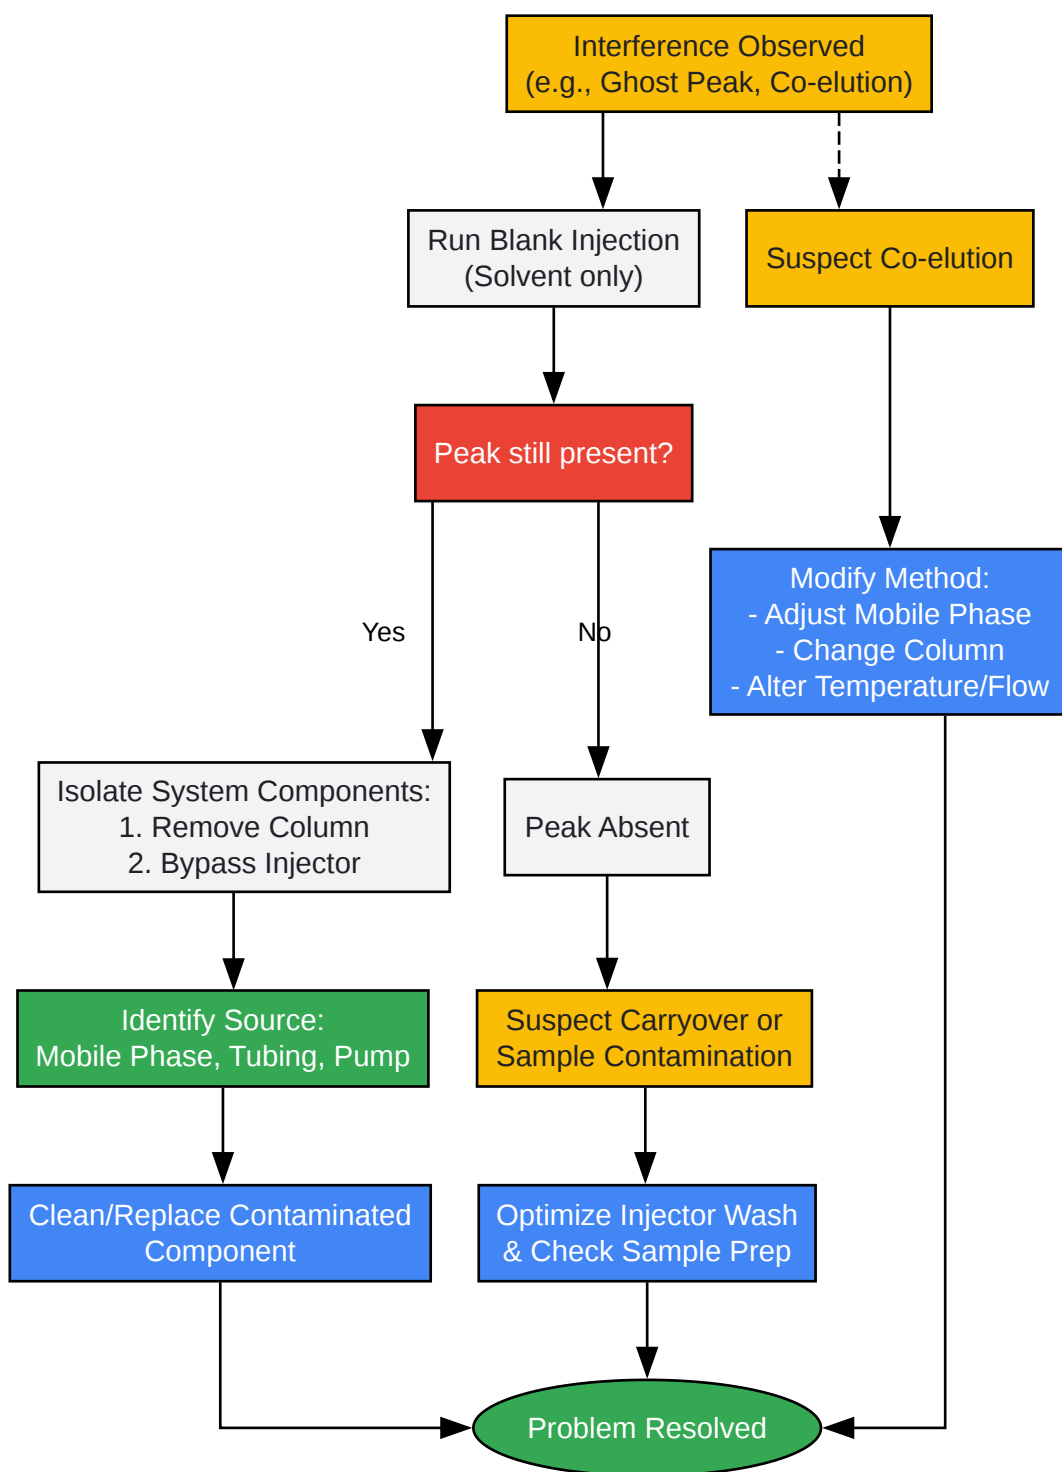 Interference Observed
(e.g., Ghost Peak, Co-elution)
Run Blank Injection
(Solvent only)
Suspect Co-elution
Peak still present?
Modify Method:
- Adjust Mobile Phase
- Change Column
- Alter Temperature/Flow
Yes
No
Isolate System Components:
1. Remove Column
2. Bypass Injector
Peak Absent
Identify Source:
Mobile Phase, Tubing, Pump
Suspect Carryover or
Sample Contamination
Clean/Replace Contaminated
Component
Optimize Injector Wash
& Check Sample Prep
Problem Resolved